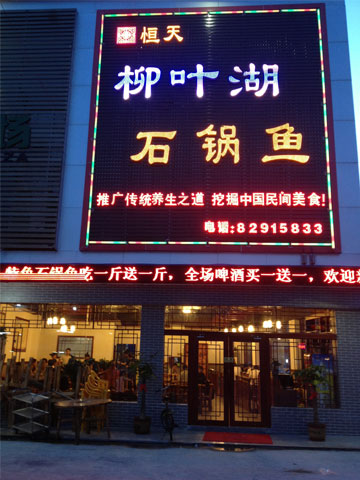 恒天
柳叶湖
石锅鱼
推广传统养生之道 挖掘中国民间美食!
电话:82915833
鱼石锅鱼吃一斤送一斤,全场啤酒买一送一,欢迎